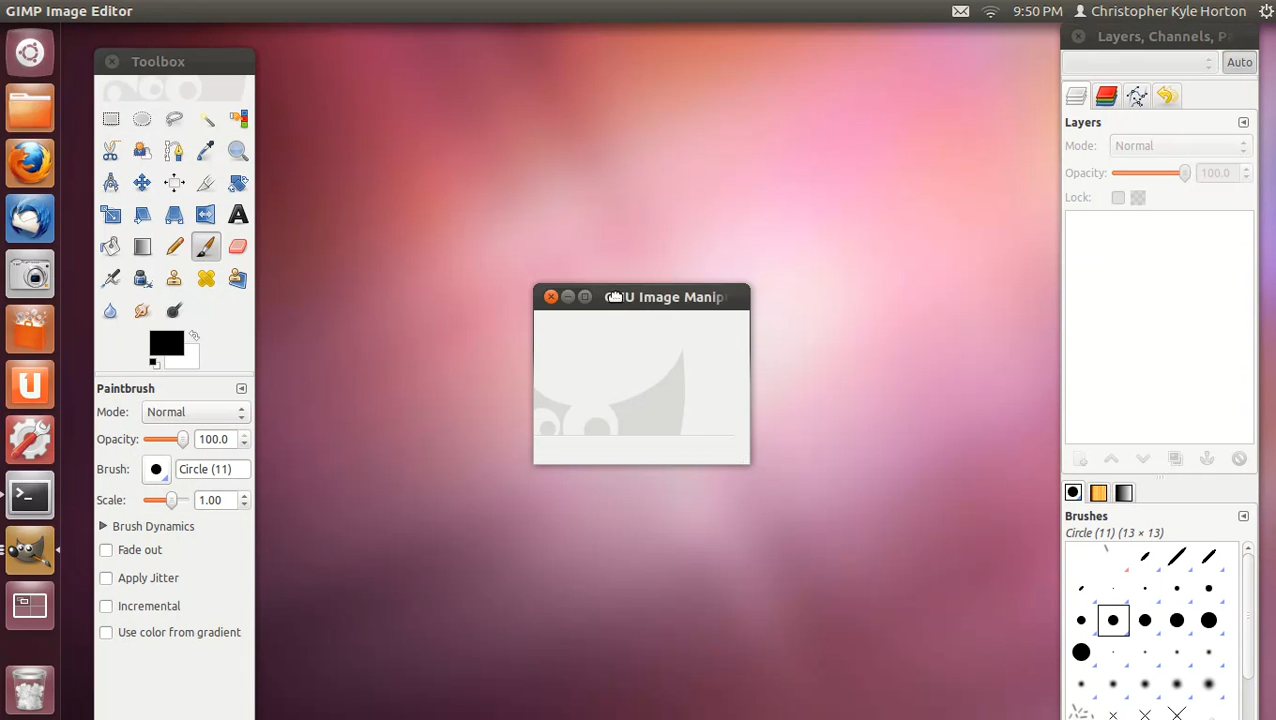 GIMP Image Editor
9:50 PM
Christopher Kyle Horton
Toolbox
Paintbrush
Mode:
Normal
Opacity:
100.0
Brush:
Circle (11)
Scale:
1.00
Brush Dynamics
Fade out
Apply Jitter
Incremental
Use color from gradient
U Image Manip
Layers, Channels, P
Auto
Layers
Mode:
Normal
Opacity:
100.0
Lock:
Brushes
Circle (11) (13 × 13)